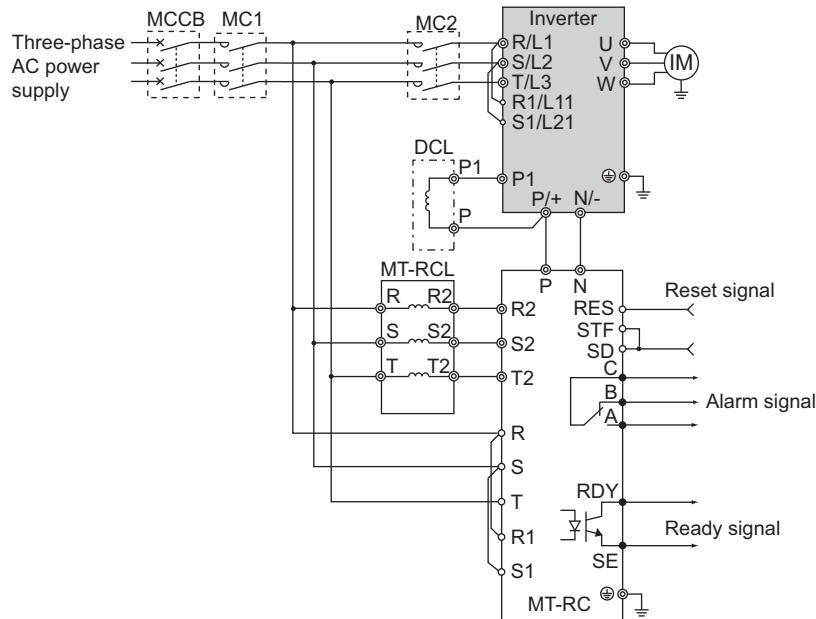 MCCB MC1 MC2 Inverter
Three-phase
AC power
supply
R/L1
S/L2
T/L3
R1/L11
S1/L21
U
V
W
IM
DCL
P1
P
P1
P/+ N/-
MT-RCL
R R2
S S2
T T2
P N
R2
S2
T2
R
S
T
R1
S1
RES
STF
SD
C
B
A
RDY
SE
Reset signal
Alarm signal
Ready signal
MT-RC